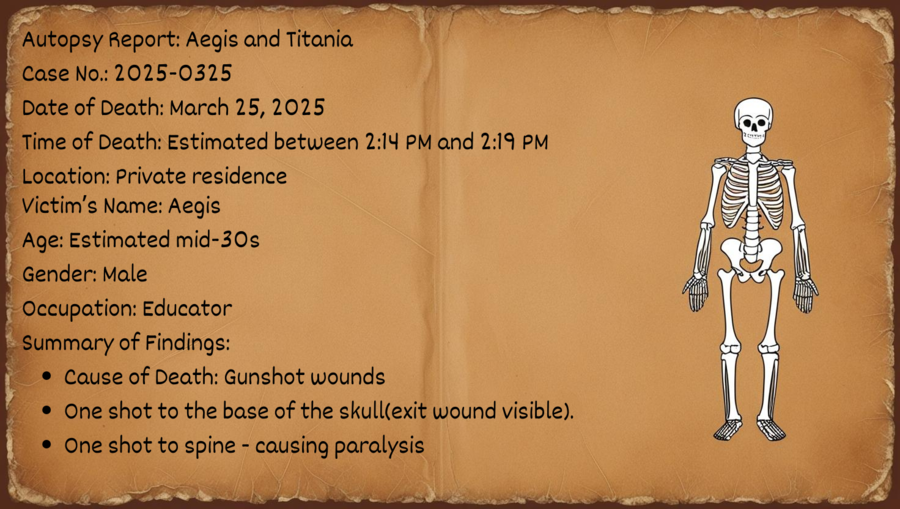 Autopsy Report: Aegis and Titania
Case No.: 2025-0325
Date of Death: March 25, 2025
Time of Death: Estimated between 2:14 PM and 2:19 PM
Location: Private residence
Victim's Name: Aegis
Age: Estimated mid-30s
Gender: Male
Occupation: Educator
Summary of Findings:
• Cause of Death: Gunshot wounds
• One shot to the base of the skull(exit wound visible).
• One shot to spine - causing paralysis